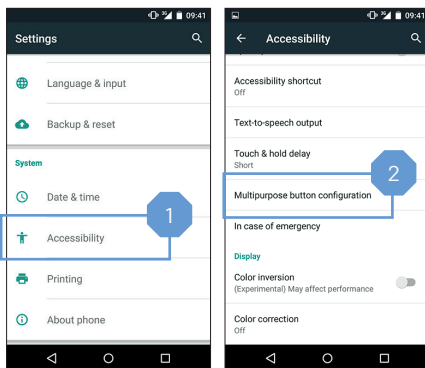 09:41
Settings
Language & input
Backup & reset
System
Date & time
1
Accessibility
Printing
About phone
09:41
Accessibility
Accessibility shortcut
Off
Text-to-speech output
Touch & hold delay
Short
2
Multipurpose button configuration
In case of emergency
Display
Color inversion
(Experimental) May affect performance
Color correction
Off